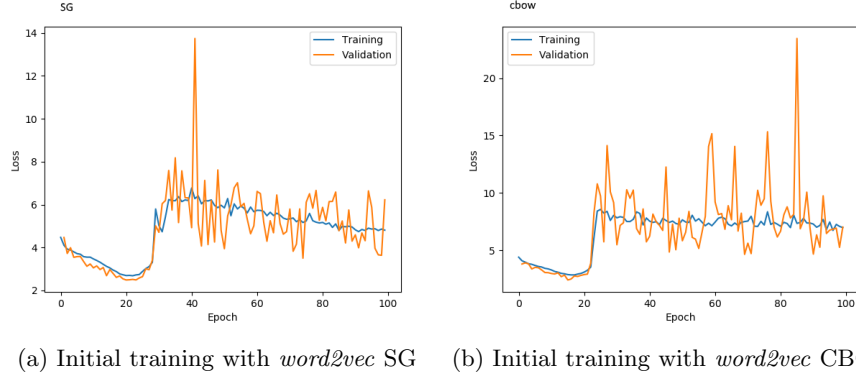 SG
14
12
10
8
6
4
2
Loss
0
20
40
60
80
100
Epoch
Training
Validation
cbow
20
15
10
5
Loss
0
20
40
60
80
100
Epoch
Training
Validation
(a) Initial training with word2vec SG
(b) Initial training with word2vec CB